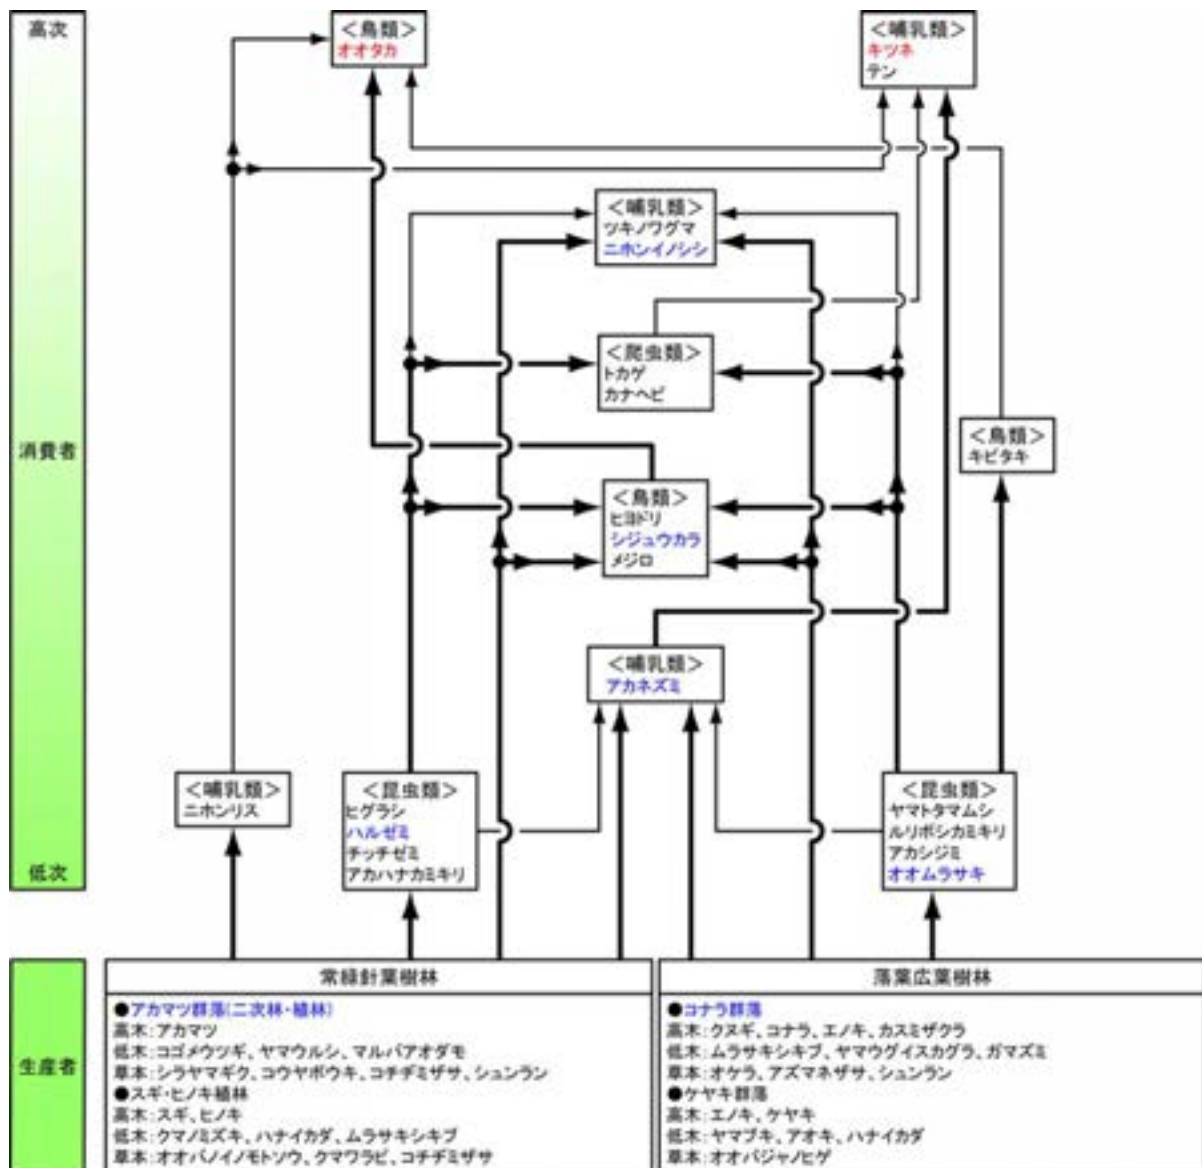 高次
＜鳥類＞
オオタカ
＜哺乳類＞
キツネ
テン
＜哺乳類＞
ツキノワグマ
ニホンイノシシ
＜爬虫類＞
トカゲ
カナヘビ
消費者
＜鳥類＞
キビタキ
＜鳥類＞
ヒヨドリ
シジュウカラ
メジロ
＜哺乳類＞
アカネズミ
＜哺乳類＞
ニホンリス
＜昆虫類＞
ヒグラシ
ハルゼミ
チッチゼミ
アカハナカミキリ
＜昆虫類＞
ヤマトタマムシ
ルリボシカミキリ
アカシジミ
オオムラサキ
低次
生産者
常緑針葉樹林
●アカマツ群落(二次林・植林)
高木：アカマツ
低木：コゴメウツギ、ヤマウルシ、マルバアオダモ
草本：シラヤマギク、コウヤボウキ、コチヂミザサ、シュンラン
●スギ・ヒノキ植林
高木：スギ、ヒノキ
低木：クマノミズキ、ハナイカダ、ムラサキシキブ
草本：オオバノイノモトソウ、クマワラビ、コチヂミザサ
落葉広葉樹林
●コナラ群落
高木：クヌギ、コナラ、エノキ、カスミザクラ
低木：ムラサキシキブ、ヤマウグイスカグラ、ガマズミ
草本：オケラ、アズマネザサ、シュンラン
●ケヤキ群落
高木：エノキ、ケヤキ
低木：ヤマブキ、アオキ、ハナイカダ
草本：オオバジャノヒゲ